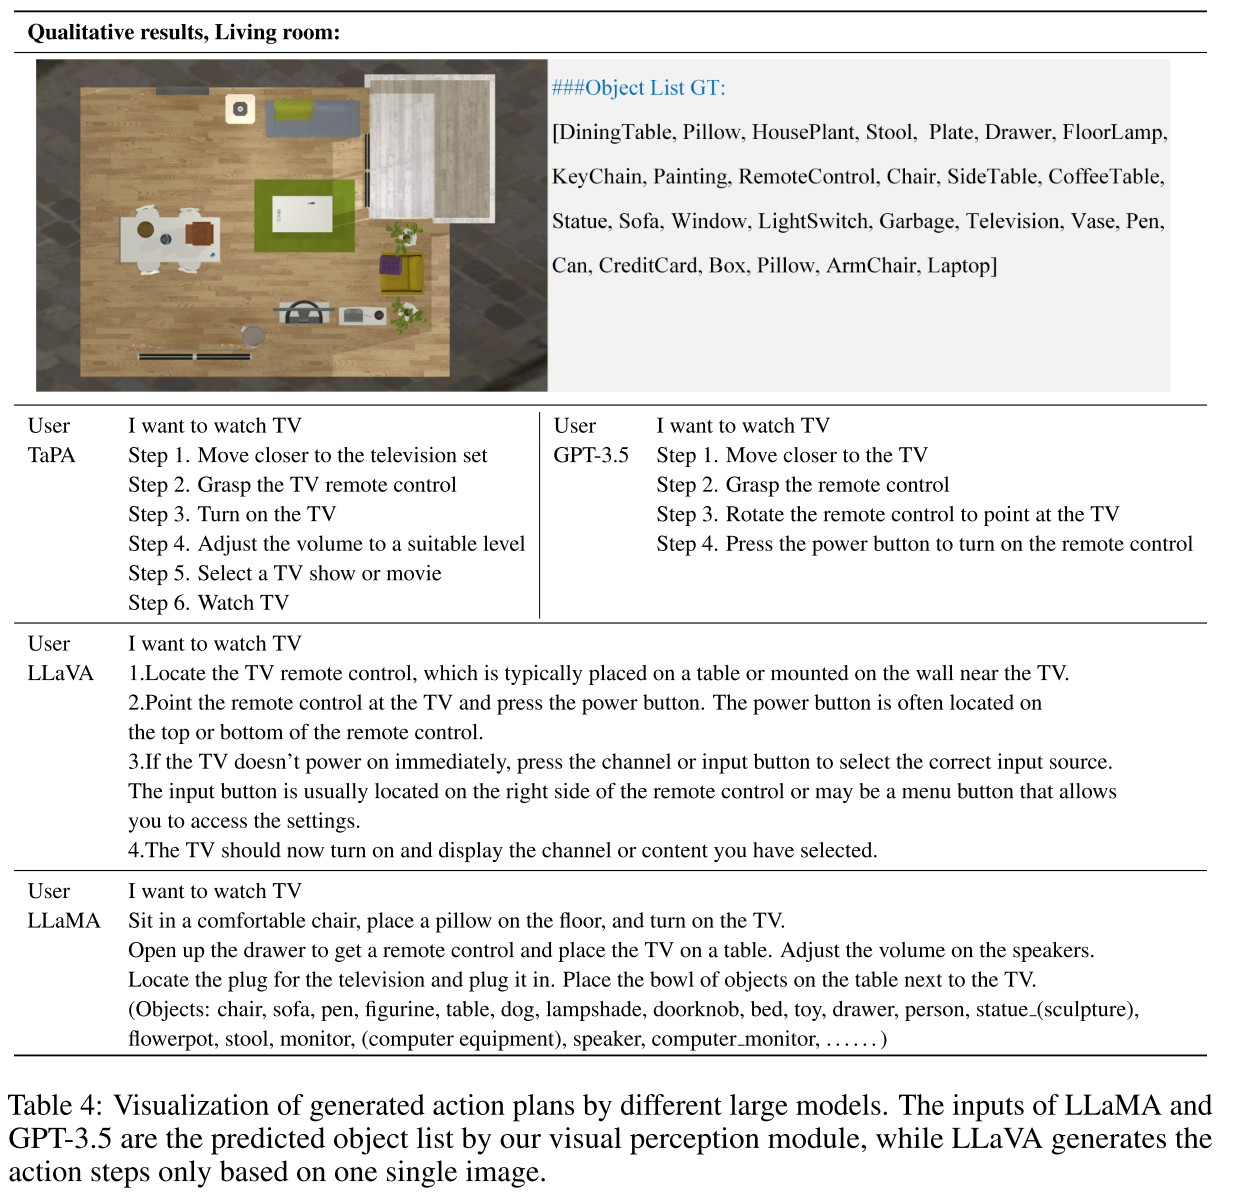 Qualitative results, Living room:
###Object List GT:
[DiningTable, Pillow, HousePlant, Stool, Plate, Drawer, FloorLamp,
KeyChain, Painting, RemoteControl, Chair, SideTable, CoffeeTable,
Statue, Sofa, Window, LightSwitch, Garbage, Television, Vase, Pen,
Can, CreditCard, Box, Pillow, ArmChair, Laptop]
User I want to watch TV
TaPA Step 1. Move closer to the television set
Step 2. Grasp the TV remote control
Step 3. Turn on the TV
Step 4. Adjust the volume to a suitable level
Step 5. Select a TV show or movie
Step 6. Watch TV
User I want to watch TV
GPT-3.5 Step 1. Move closer to the TV
Step 2. Grasp the remote control
Step 3. Rotate the remote control to point at the TV
Step 4. Press the power button to turn on the remote control
User I want to watch TV
LLaVA 1.Locate the TV remote control, which is typically placed on a table or mounted on the wall near the TV.
2.Point the remote control at the TV and press the power button. The power button is often located on
the top or bottom of the remote control.
3.If the TV doesn't power on immediately, press the channel or input button to select the correct input source.
The input button is usually located on the right side of the remote control or may be a menu button that allows
you to access the settings.
4.The TV should now turn on and display the channel or content you have selected.
User I want to watch TV
LLaMA Sit in a comfortable chair, place a pillow on the floor, and turn on the TV.
Open up the drawer to get a remote control and place the TV on a table. Adjust the volume on the speakers.
Locate the plug for the television and plug it in. Place the bowl of objects on the table next to the TV.
(Objects: chair, sofa, pen, figurine, table, dog, lampshade, doorknob, bed, toy, drawer, person, statue_(sculpture),
flowerpot, stool, monitor, (computer equipment), speaker, computer_monitor, ......)
Table 4: Visualization of generated action plans by different large models. The inputs of LLaMA and
GPT-3.5 are the predicted object list by our visual perception module, while LLaVA generates the
action steps only based on one single image.